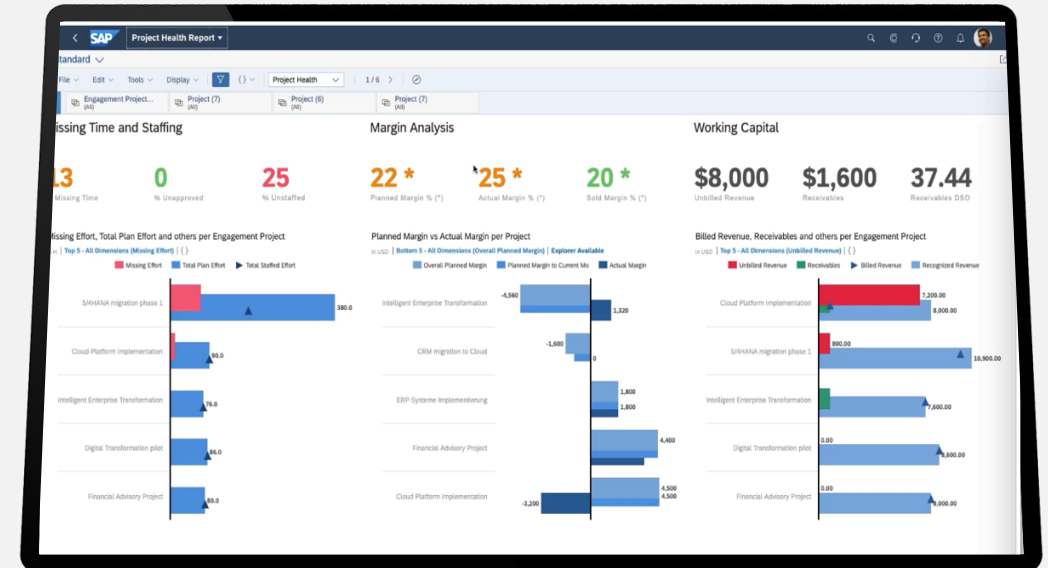 SAP Project Health Report
tandard
File Edit Tools Display { } Project Health 1/6
Engagement Project... Project (7) Project (6) Project (7)
(All) (All) (All) (All)
issing Time and Staffing
13 0 25
Missing Time % Unapproved % Unstaffed
Missing Effort, Total Plan Effort and others per Engagement Project
Top 5 - All Dimensions (Missing Effort) | { }
Missing Effort Total Plan Effort Total Staffed Effort
S/4HANA migration phase 1 380.0
Cloud Platform Implementation 90.0
Intelligent Enterprise Transformation 76.0
Digital Transformation pilot
Financial Advisory Project 80.0
Margin Analysis
22 * 25 * 20 *
Planned Margin % (*) Actual Margin % (*) Sold Margin % (*)
Planned Margin vs Actual Margin per Project
in USD | Bottom 5 - All Dimensions (Overall Planned Margin) | Explorer Available
Overall Planned Margin Planned Margin to Current Mo Actual Margin
Intelligent Enterprise Transformation -4,560 1,320
CRM migration to Cloud -1,600 0
ERP-Systeme Implementierung 1,800
1,800
Financial Advisory Project 4,400
Cloud Platform Implementation -3,200 4,500
4,500
Working Capital
$8,000 $1,600 37.44
Unbilled Revenue Receivables Receivables DSO
Billed Revenue, Receivables and others per Engagement Project
in USD | Top 5 - All Dimensions (Unbilled Revenue) | { }
Unbilled Revenue Receivables Billed Revenue Recognized Revenue
Cloud Platform Implementation 7,200.00
8,000.00
S/4HANA migration phase 1 800.00
10,900.00
Intelligent Enterprise Transformation 7,600.00
Digital Transformation pilot 0.00
Financial Advisory Project 0.00